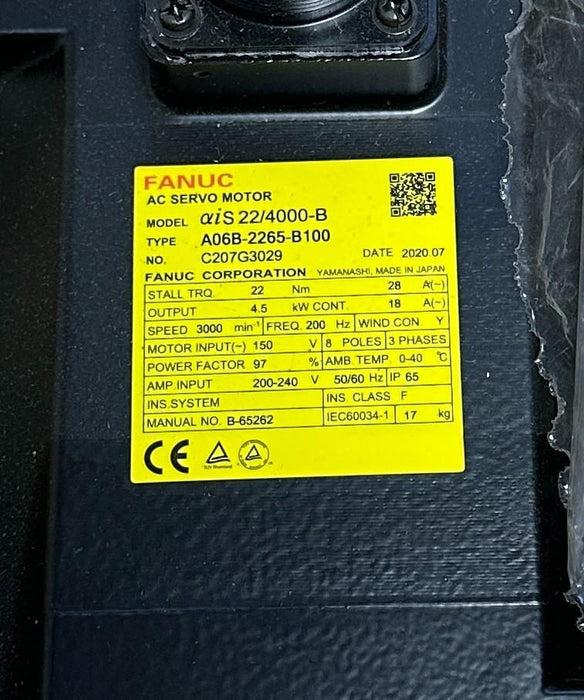 FANUC
AC SERVO MOTOR
MODEL αiS 22/4000-B
TYPE A06B-2265-B100
NO. C207G3029 DATE 2020.07
FANUC CORPORATION YAMANASHI, MADE IN JAPAN
STALL TRQ. 22 Nm 28 A(~)
OUTPUT 4.5 kW CONT. 18 A(~)
SPEED 3000 min⁻¹ FREQ. 200 Hz WIND CON Y
MOTOR INPUT(~) 150 V 8 POLES 3 PHASES
POWER FACTOR 97 % AMB. TEMP. 0-40 ℃
AMP.INPUT 200-240 V 50/60 Hz IP 65
INS.SYSTEM INS. CLASS F
MANUAL NO. B-65262 IEC60034-1 17 kg
CE
TÜV Rheinland